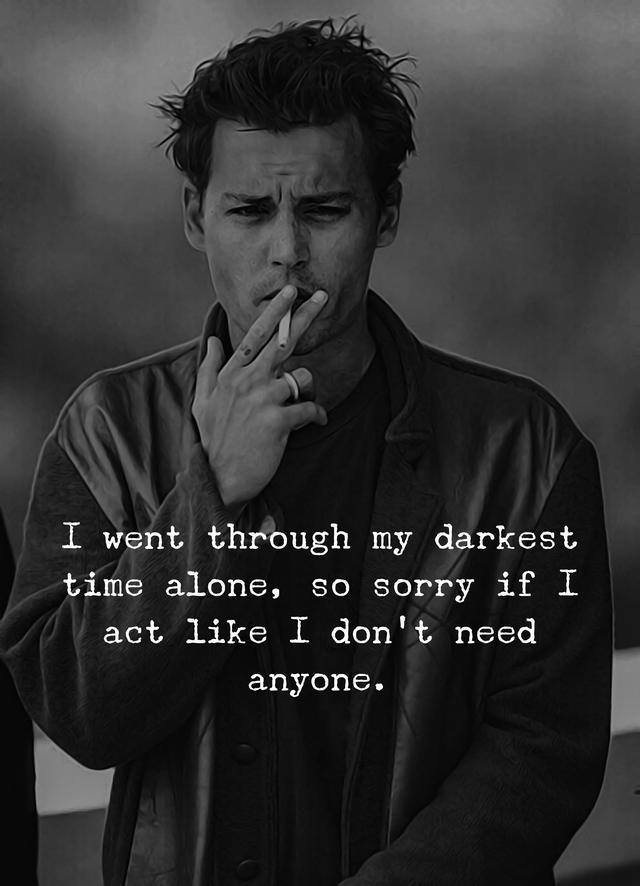 I went through my darkest
time alone, so sorry if I
act like I don't need
anyone.